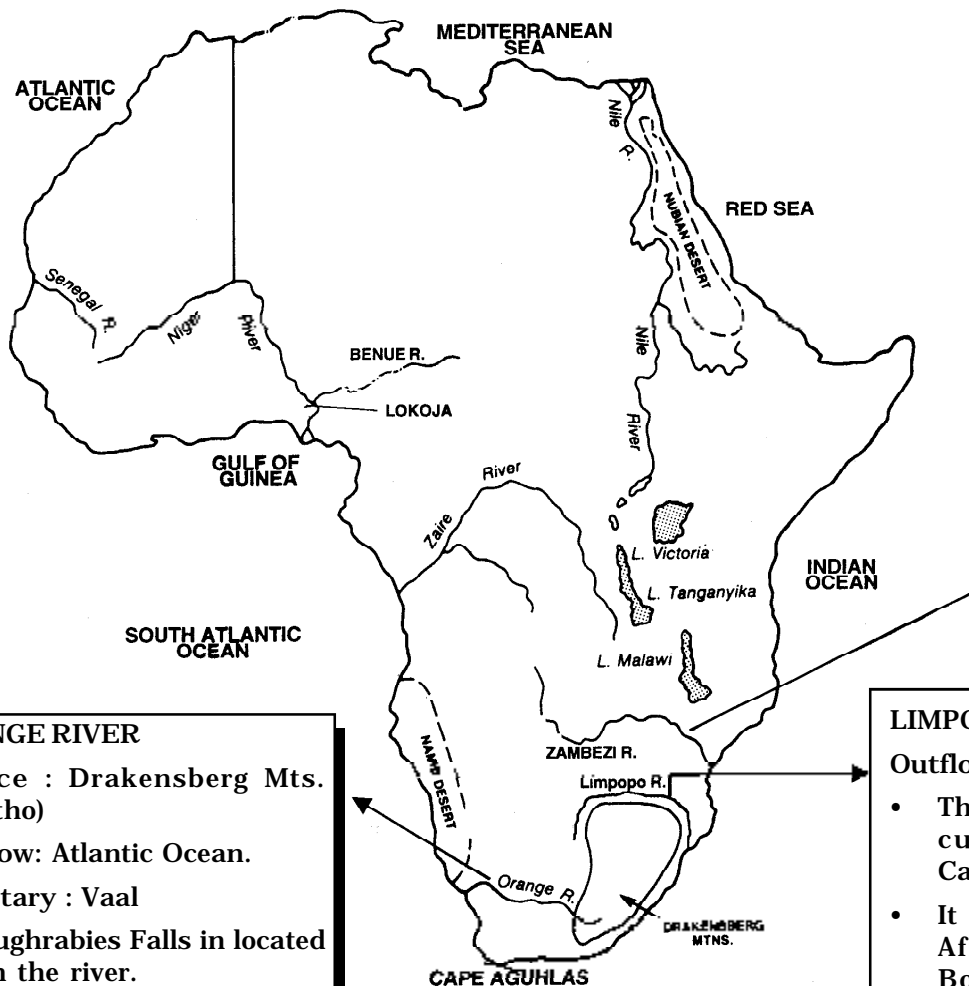 MEDITERRANEAN
SEA
ATLANTIC
OCEAN
Nile
R.
RED SEA
NUBIAN DESERT
Senegal R.
Niger
River
BENUE R.
LOKOJA
Nile
River
GULF OF
GUINEA
River
Zaire
L. Victoria
L. Tanganyika
INDIAN
OCEAN
SOUTH ATLANTIC
OCEAN
L. Malawi
ZAMBEZI R.
Limpopo R.
DESERT
Orange R.
DRAKENSBERG
MTNS.
CAPE AGUHLAS
NGE RIVER
ce : Drakensberg Mts.
tho)
ow: Atlantic Ocean.
tary : Vaal
ughrabies Falls in located
n the river.
LIMPO
Outflo
• Th
cu
Ca
• It
Af
Bo